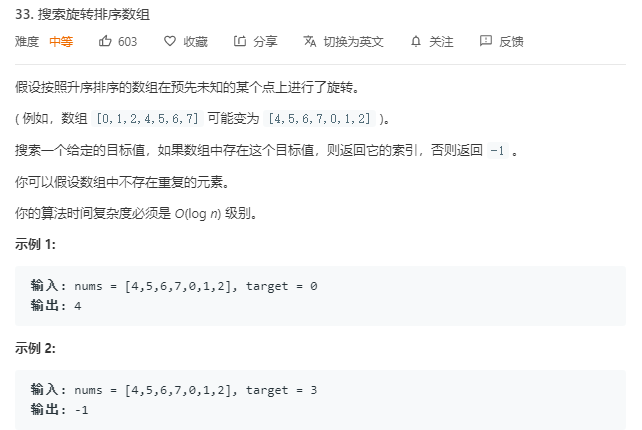 33. 搜索旋转排序数组
难度 中等 603 收藏 分享 切换为英文 关注 反馈
假设按照升序排序的数组在预先未知的某个点上进行了旋转。
( 例如，数组 [0,1,2,4,5,6,7] 可能变为 [4,5,6,7,0,1,2] )。
搜索一个给定的目标值，如果数组中存在这个目标值，则返回它的索引，否则返回 -1 。
你可以假设数组中不存在重复的元素。
你的算法时间复杂度必须是 O(log n) 级别。
示例 1:
输入: nums = [4,5,6,7,0,1,2], target = 0
输出: 4
示例 2:
输入: nums = [4,5,6,7,0,1,2], target = 3
输出: -1